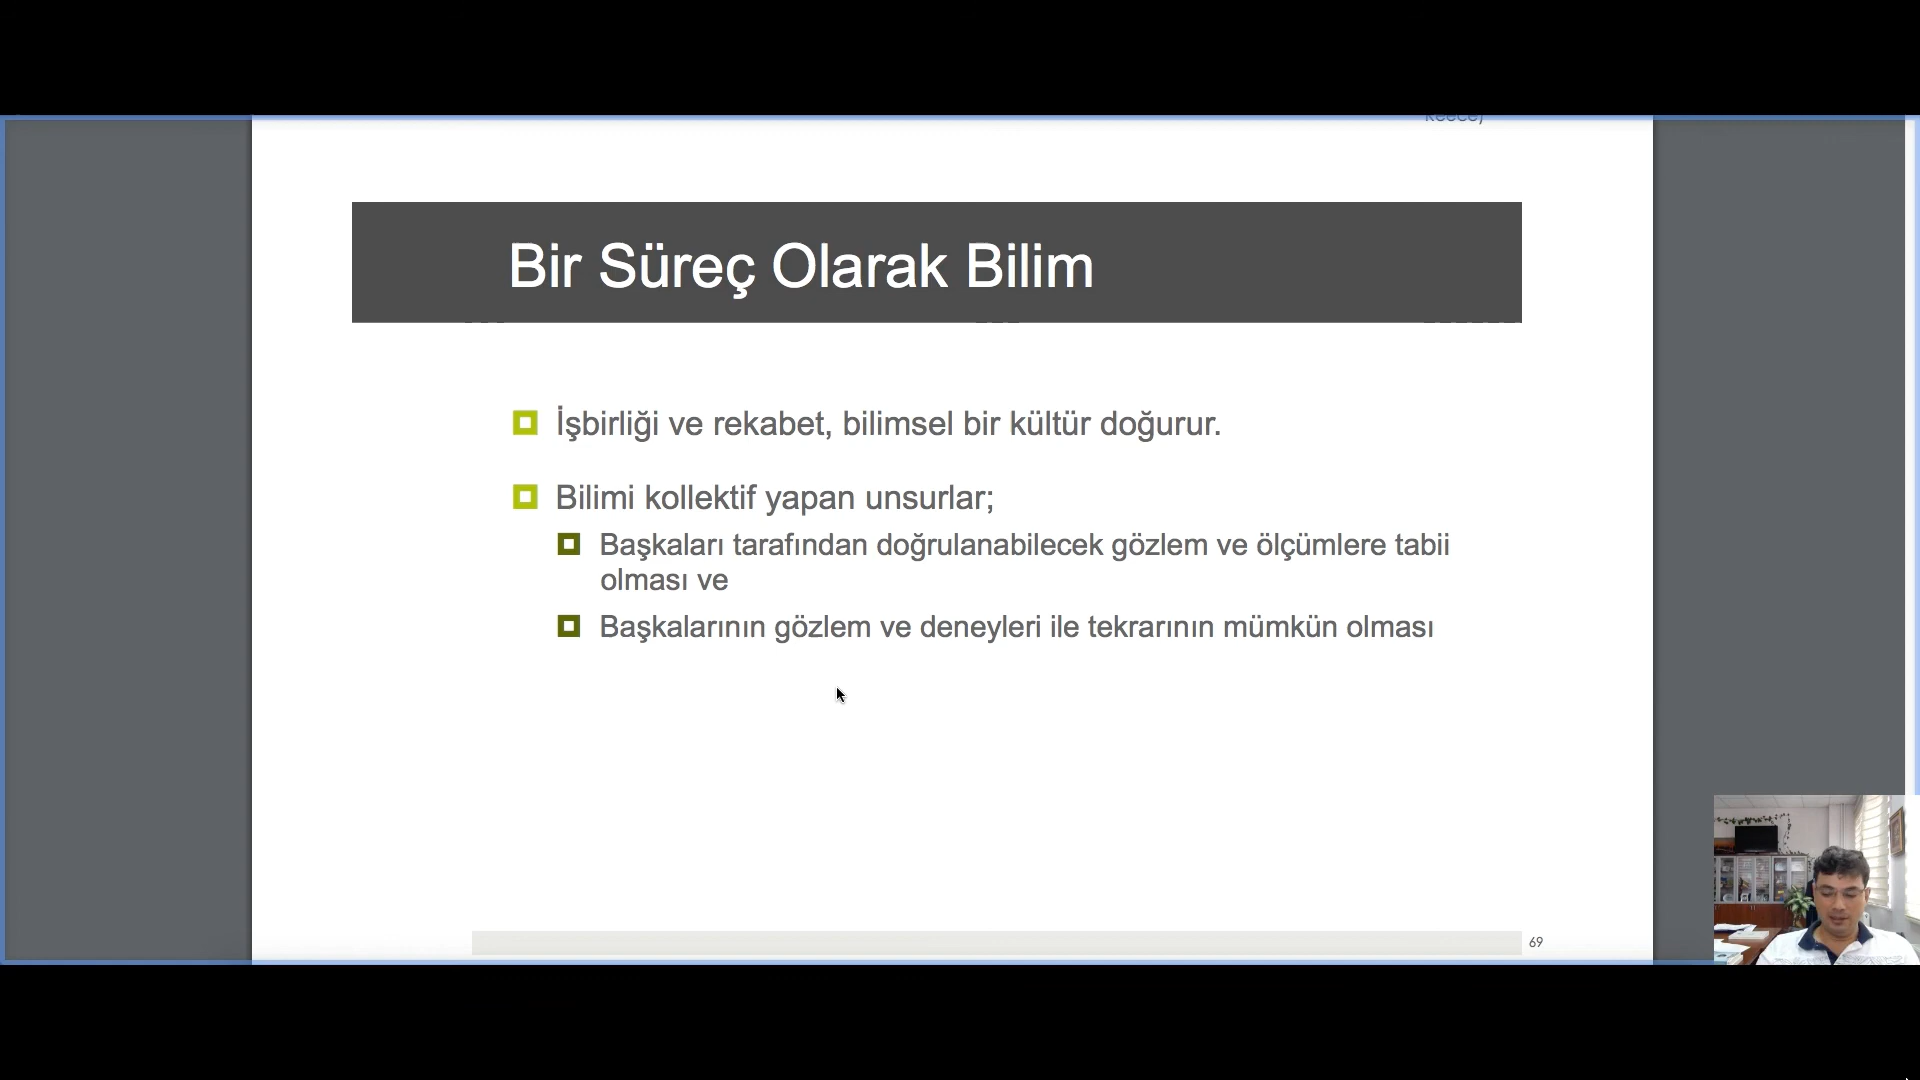 Reece)
Bir Süreç Olarak Bilim
İşbirliği ve rekabet, bilimsel bir kültür doğurur.
Bilimi kollektif yapan unsurlar;
Başkaları tarafından doğrulanabilecek gözlem ve ölçümlere tabii
olması ve
Başkalarının gözlem ve deneyleri ile tekrarının mümkün olması
69